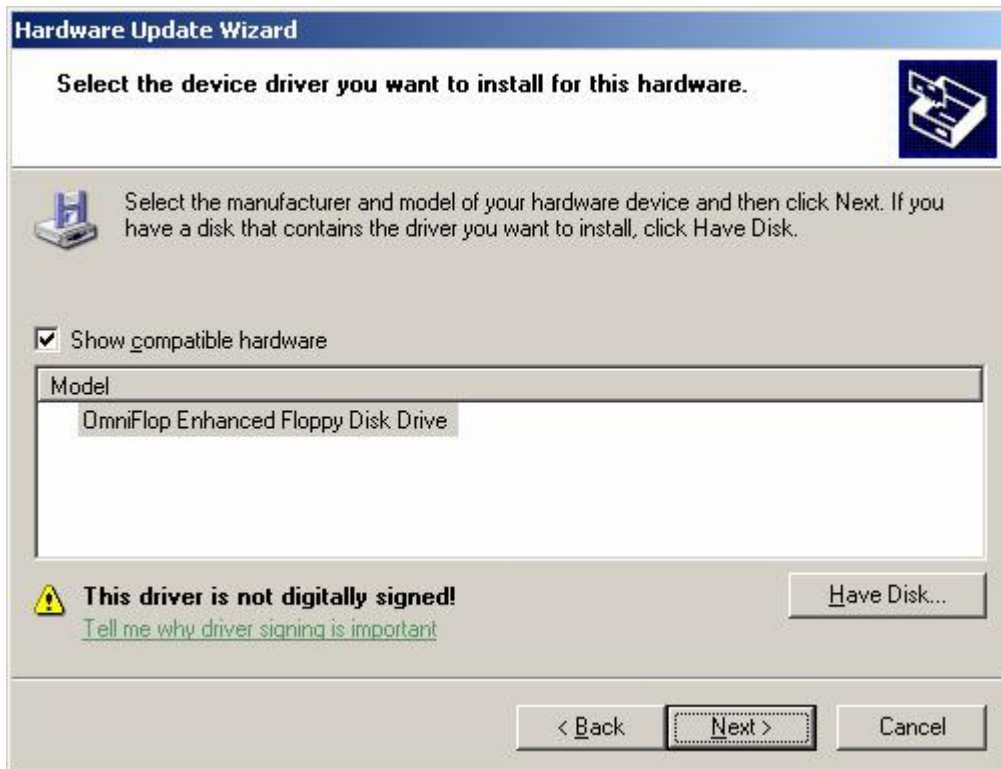 Hardware Update Wizard
Select the device driver you want to install for this hardware.
Select the manufacturer and model of your hardware device and then click Next. If you
have a disk that contains the driver you want to install, click Have Disk.
Show compatible hardware
Model
OmniFlop Enhanced Floppy Disk Drive
This driver is not digitally signed!
Have Disk...
Tell me why driver signing is important
< Back
Next >
Cancel